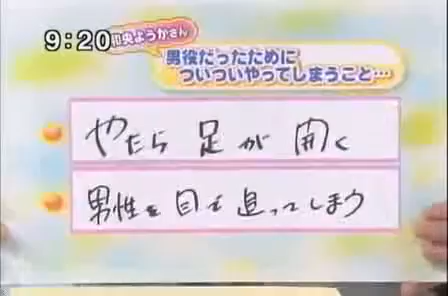 9:20
和央ようかさん
男役だったために
ついついやってしまうこと…
やたら 足が 開く
男性を目で追ってしまう